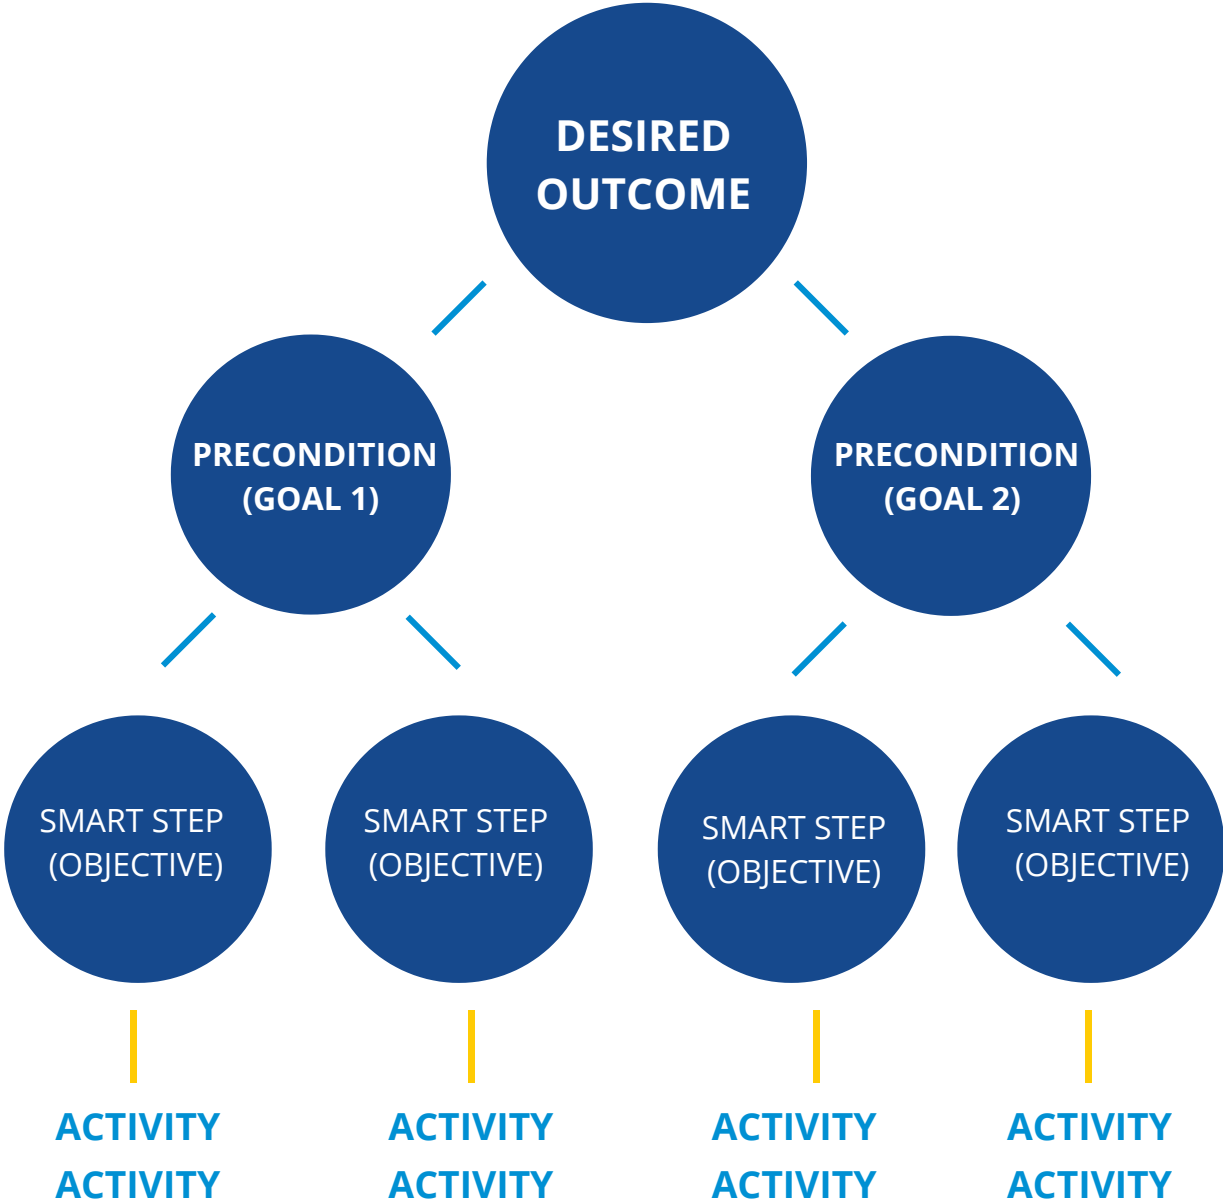 DESIRED
OUTCOME
PRECONDITION
(GOAL 1)
PRECONDITION
(GOAL 2)
SMART STEP
(OBJECTIVE)
SMART STEP
(OBJECTIVE)
SMART STEP
(OBJECTIVE)
SMART STEP
(OBJECTIVE)
ACTIVITY
ACTIVITY
ACTIVITY
ACTIVITY
ACTIVITY
ACTIVITY
ACTIVITY
ACTIVITY